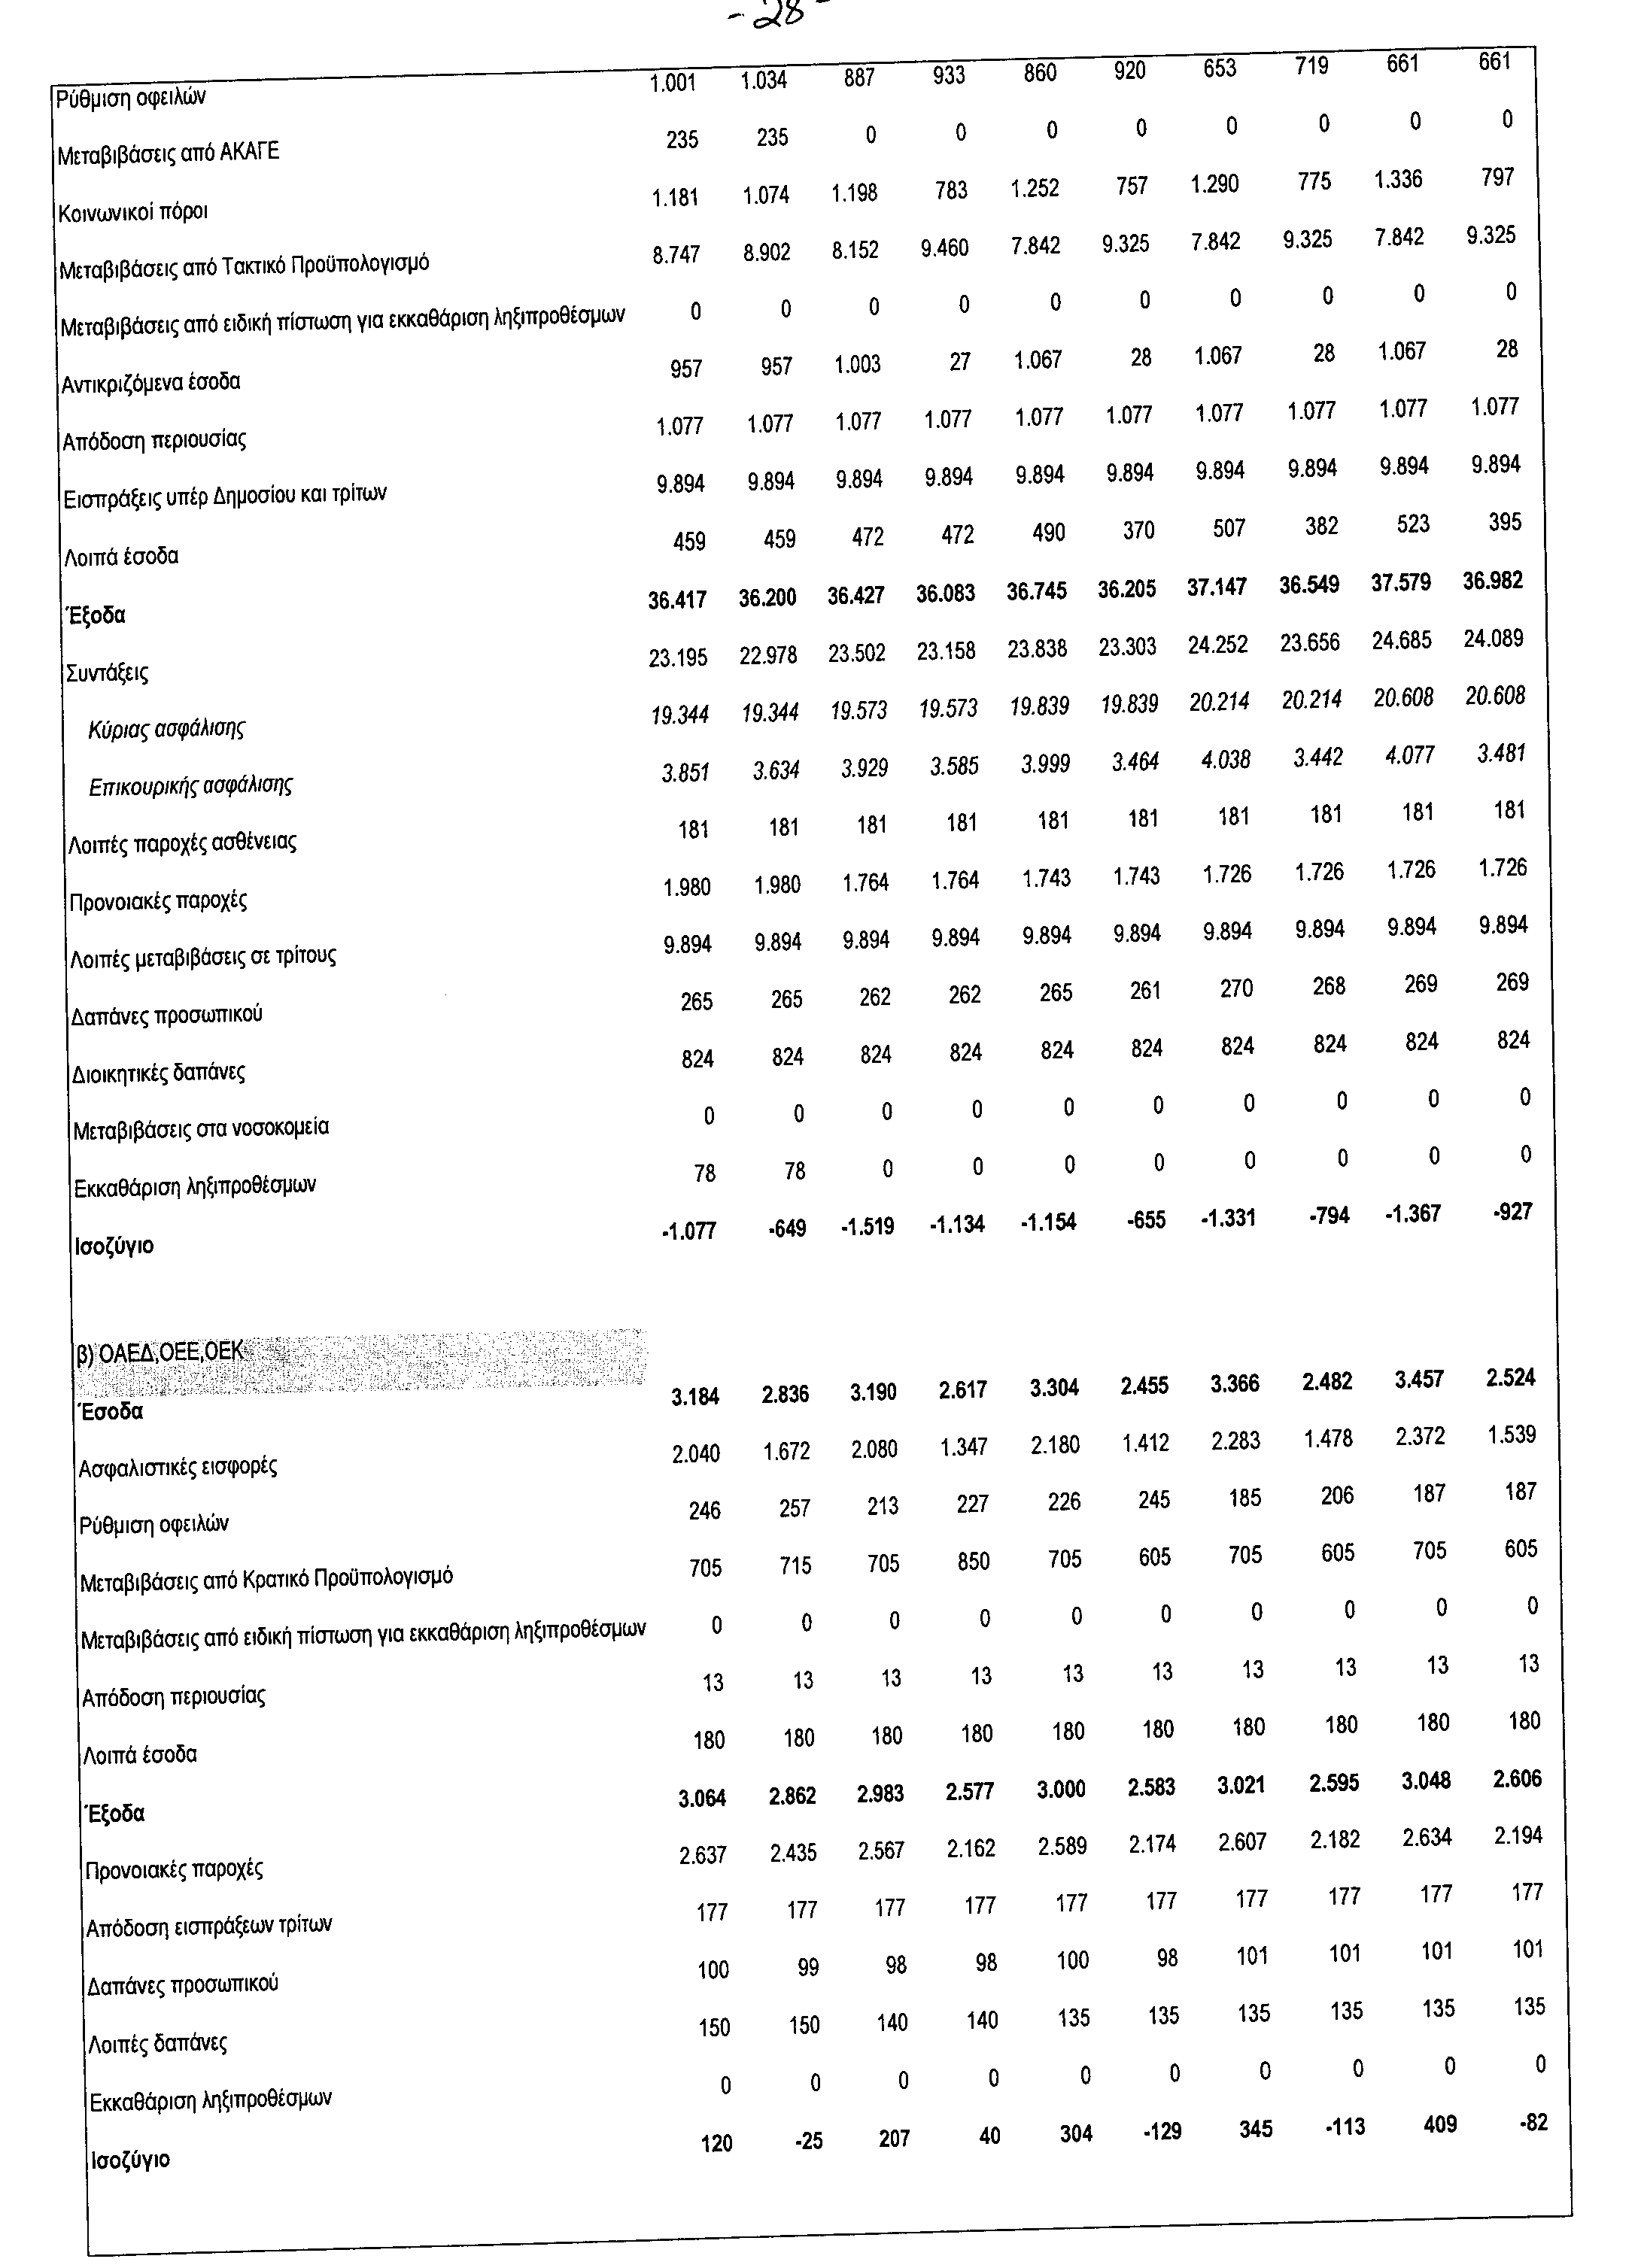 - 28 -
Ρύθμιση οφειλών 1.001 1.034 887 933 860 920 653 719 661 661
Μεταβιβάσεις από ΑΚΑΓΕ 235 235 0 0 0 0 0 0 0 0
Κοινωνικοί πόροι 1.181 1.074 1.198 783 1.252 757 1.290 775 1.336 797
Μεταβιβάσεις από Τακτικό Προϋπολογισμό 8.747 8.902 8.152 9.460 7.842 9.325 7.842 9.325 7.842 9.325
Μεταβιβάσεις από ειδική πίστωση για εκκαθάριση ληξιπροθέσμων 0 0 0 0 0 0 0 0 0 0
Αντικριζόμενα έσοδα 957 957 1.003 27 1.067 28 1.067 28 1.067 28
Απόδοση περιουσίας 1.077 1.077 1.077 1.077 1.077 1.077 1.077 1.077 1.077 1.077
Εισπράξεις υπέρ Δημοσίου και τρίτων 9.894 9.894 9.894 9.894 9.894 9.894 9.894 9.894 9.894 9.894
Λοιπά έσοδα 459 459 472 472 490 370 507 382 523 395
Έξοδα 36.417 36.200 36.427 36.083 36.745 36.205 37.147 36.549 37.579 36.982
Συντάξεις 23.195 22.978 23.502 23.158 23.838 23.303 24.252 23.656 24.685 24.089
Κύριας ασφάλισης 19.344 19.344 19.573 19.573 19.839 19.839 20.214 20.214 20.608 20.608
Επικουρικής ασφάλισης 3.851 3.634 3.929 3.585 3.999 3.464 4.038 3.442 4.077 3.481
Λοιπές παροχές ασθένειας 181 181 181 181 181 181 181 181 181 181
Προνοιακές παροχές 1.980 1.980 1.764 1.764 1.743 1.743 1.726 1.726 1.726 1.726
Λοιπές μεταβιβάσεις σε τρίτους 9.894 9.894 9.894 9.894 9.894 9.894 9.894 9.894 9.894 9.894
Δαπάνες προσωπικού 265 265 262 262 265 261 270 268 269 269
Διοικητικές δαπάνες 824 824 824 824 824 824 824 824 824 824
Μεταβιβάσεις στα νοσοκομεία 0 0 0 0 0 0 0 0 0 0
Εκκαθάριση ληξιπροθέσμων 78 78 0 0 0 0 0 0 0 0
Ισοζύγιο -1.077 -649 -1.519 -1.134 -1.154 -655 -1.331 -794 -1.367 -927
β) ΟΑΕΔ,ΟΕΕ,ΟΕΚ
Έσοδα 3.184 2.836 3.190 2.617 3.304 2.455 3.366 2.482 3.457 2.524
Ασφαλιστικές εισφορές 2.040 1.672 2.080 1.347 2.180 1.412 2.283 1.478 2.372 1.539
Ρύθμιση οφειλών 246 257 213 227 226 245 185 206 187 187
Μεταβιβάσεις από Κρατικό Προϋπολογισμό 705 715 705 850 705 605 705 605 705 605
Μεταβιβάσεις από ειδική πίστωση για εκκαθάριση ληξιπροθέσμων 0 0 0 0 0 0 0 0 0 0
Απόδοση περιουσίας 13 13 13 13 13 13 13 13 13 13
Λοιπά έσοδα 180 180 180 180 180 180 180 180 180 180
Έξοδα 3.064 2.862 2.983 2.577 3.000 2.583 3.021 2.595 3.048 2.606
Προνοιακές παροχές 2.637 2.435 2.567 2.162 2.589 2.174 2.607 2.182 2.634 2.194
Απόδοση εισπράξεων τρίτων 177 177 177 177 177 177 177 177 177 177
Δαπάνες προσωπικού 100 99 98 98 100 98 101 101 101 101
Λοιπές δαπάνες 150 150 140 140 135 135 135 135 135 135
Εκκαθάριση ληξιπροθέσμων 0 0 0 0 0 0 0 0 0 0
Ισοζύγιο 120 -25 207 40 304 -129 345 -113 409 -82